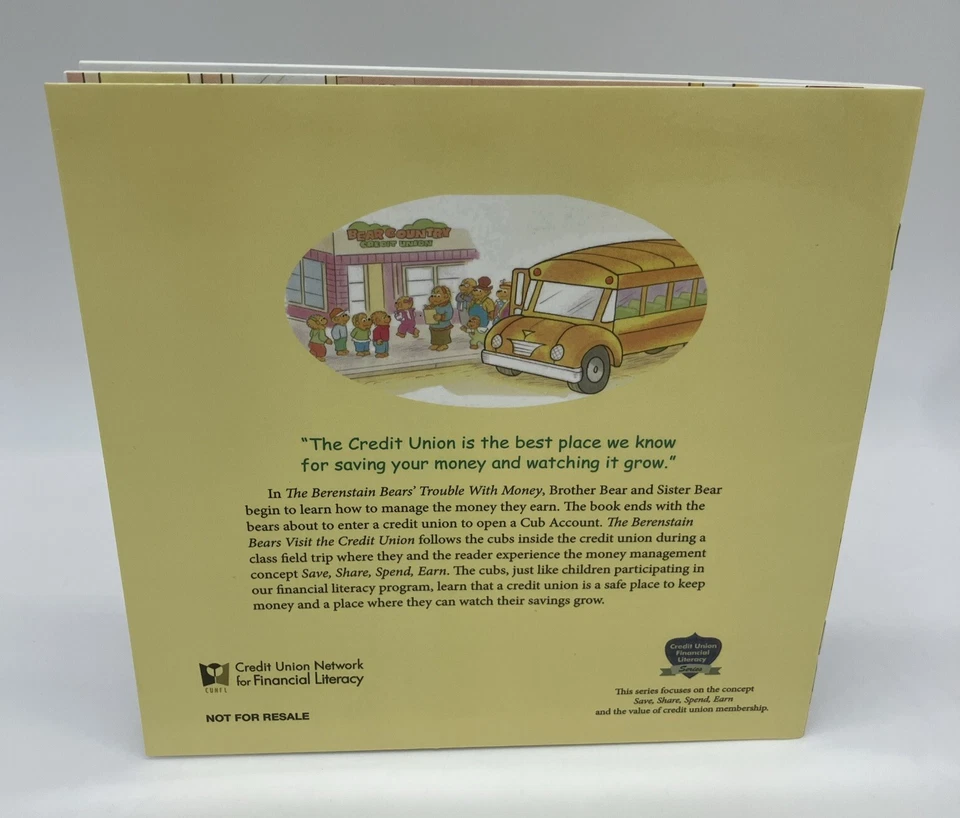 BEAR COUNTRY
CREDIT UNION
“The Credit Union is the best place we know
for saving your money and watching it grow.”
In The Berenstain Bears’ Trouble With Money, Brother Bear and Sister Bear
begin to learn how to manage the money they earn. The book ends with the
bears about to enter a credit union to open a Cub Account. The Berenstain
Bears Visit the Credit Union follows the cubs inside the credit union during a
class field trip where they and the reader experience the money management
concept Save, Share, Spend, Earn. The cubs, just like children participating in
our financial literacy program, learn that a credit union is a safe place to keep
money and a place where they can watch their savings grow.
CUNFL
Credit Union Network
for Financial Literacy
NOT FOR RESALE
Credit Union
Financial
Literacy
Series
This series focuses on the concept
Save, Share, Spend, Earn
and the value of credit union membership.